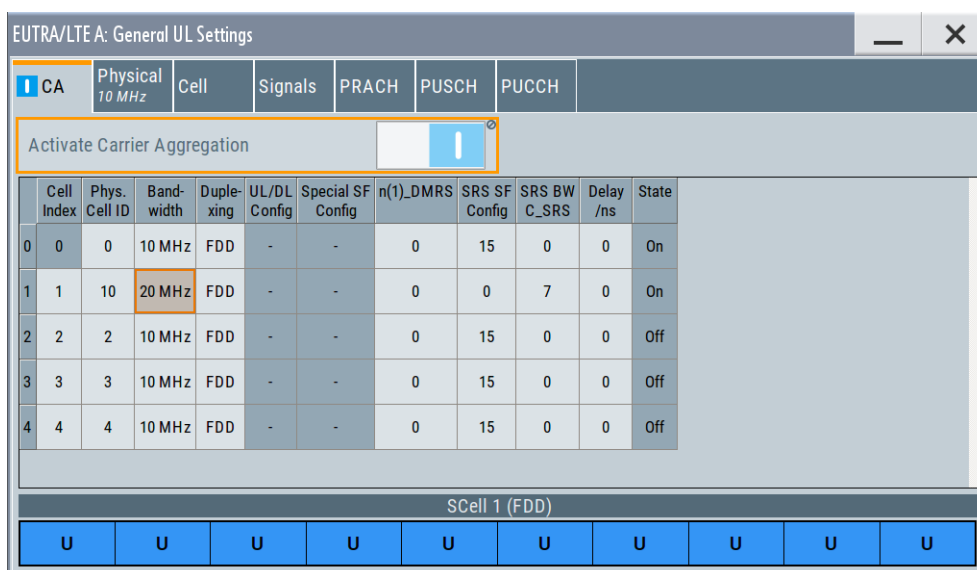 EUTRA/LTE A: General UL Settings
CA Physical 10 MHz Cell Signals PRACH PUSCH PUCCH
Activate Carrier Aggregation
Cell Index Phys. Cell ID Band-width Duple-xing UL/DL Config Special SF Config n(1)_DMRS SRS SF Config SRS BW C_SRS Delay /ns State
0 0 0 10 MHz FDD - - 0 15 0 0 On
1 1 10 20 MHz FDD - - 0 0 7 0 On
2 2 2 10 MHz FDD - - 0 15 0 0 Off
3 3 3 10 MHz FDD - - 0 15 0 0 Off
4 4 4 10 MHz FDD - - 0 15 0 0 Off
SCell 1 (FDD)
U U U U U U U U U U